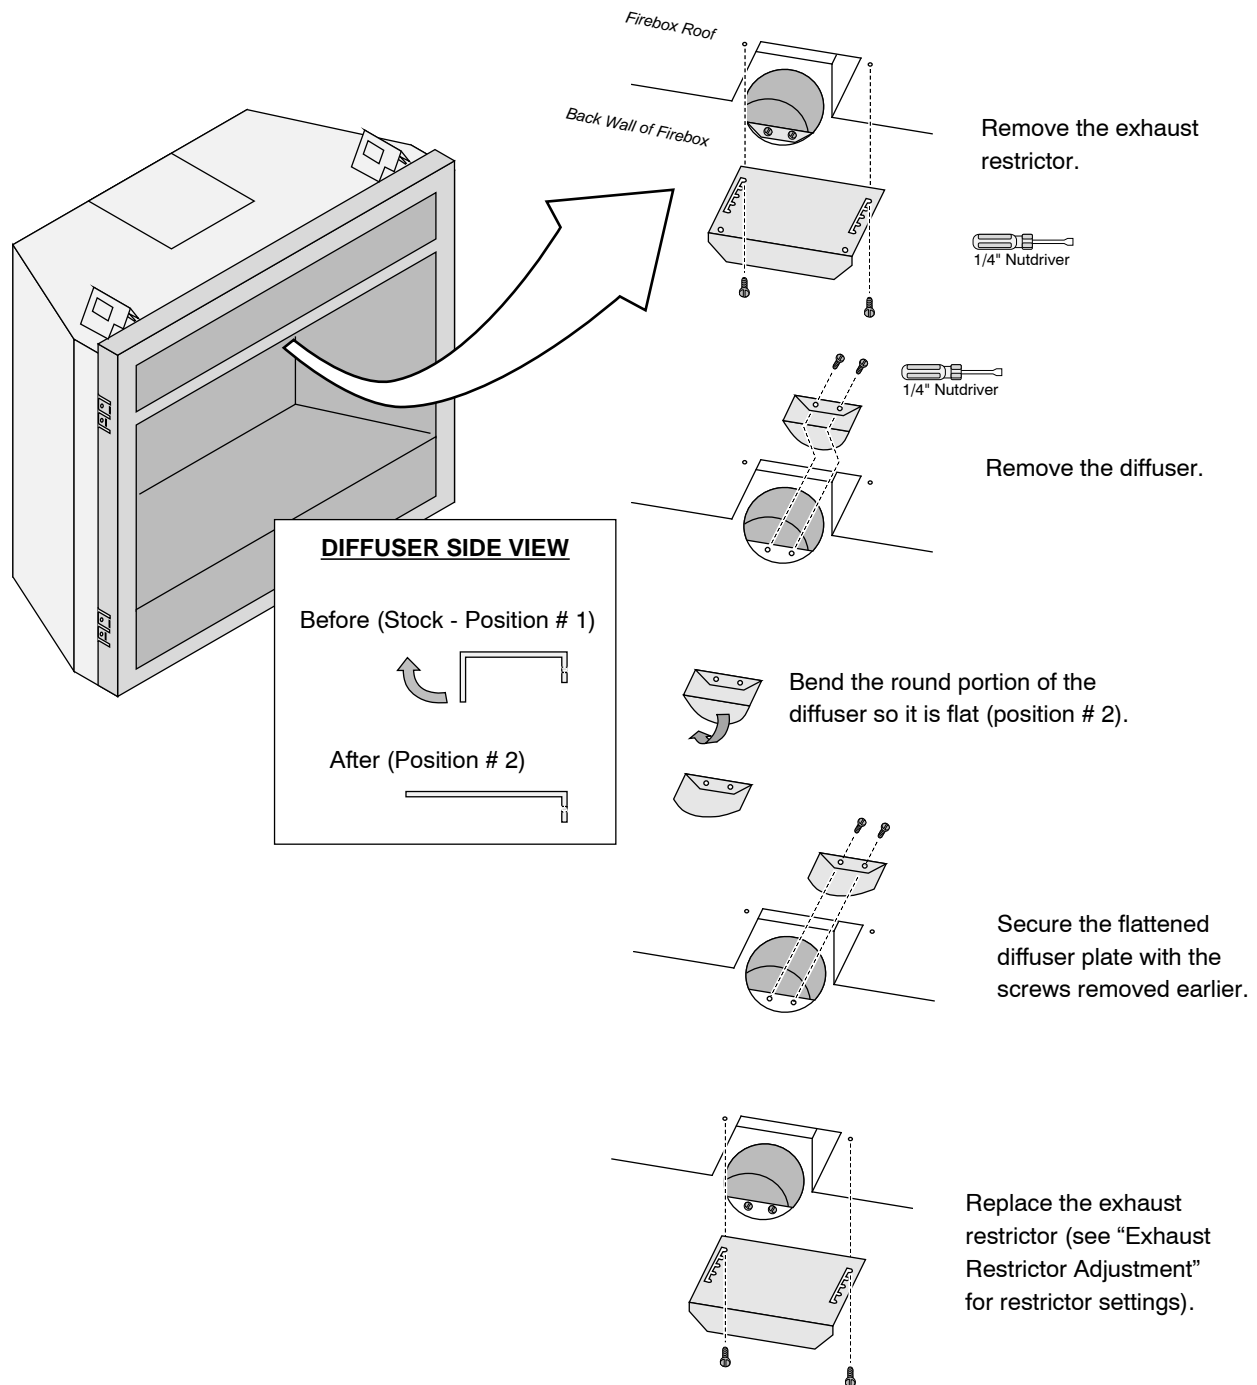 Firebox Roof
Back Wall of Firebox
Remove the exhaust
restrictor.
1/4" Nutdriver
1/4" Nutdriver
Remove the diffuser.
DIFFUSER SIDE VIEW
Before (Stock - Position # 1)
After (Position # 2)
Bend the round portion of the
diffuser so it is flat (position # 2).
Secure the flattened
diffuser plate with the
screws removed earlier.
Replace the exhaust
restrictor (see “Exhaust
Restrictor Adjustment”
for restrictor settings).